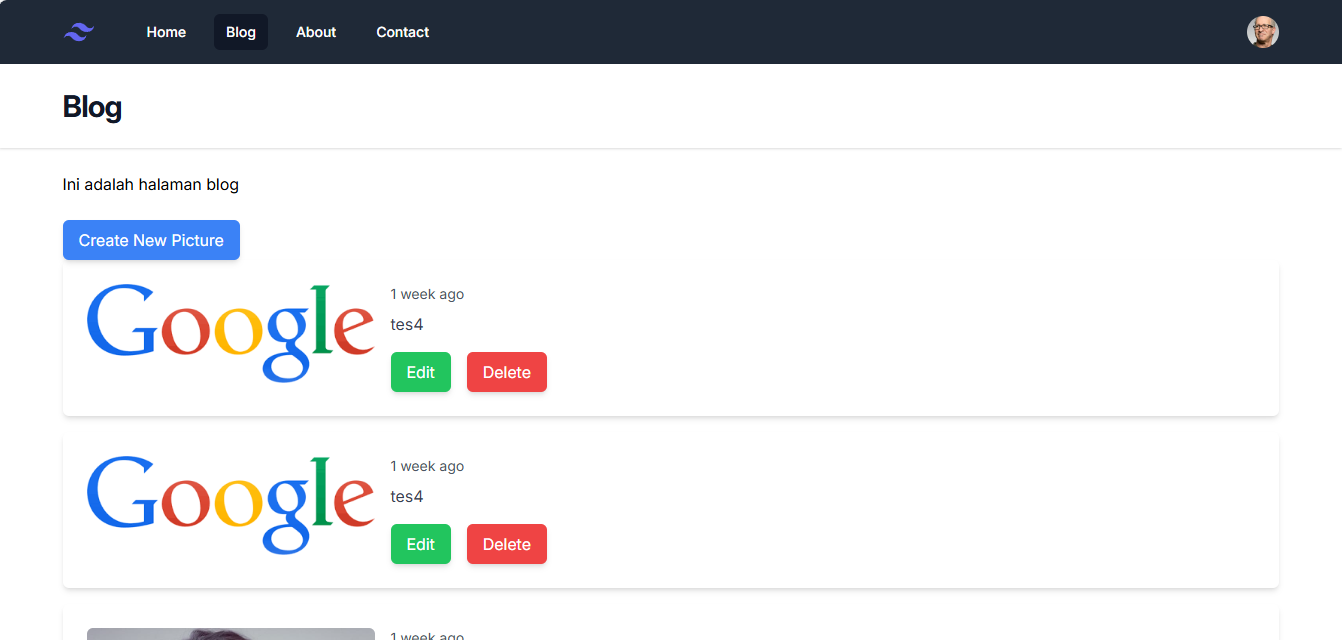 Home Blog About Contact
Blog
Ini adalah halaman blog
Create New Picture
Google
1 week ago
tes4
Edit Delete
Google
1 week ago
tes4
Edit Delete
1 week ago